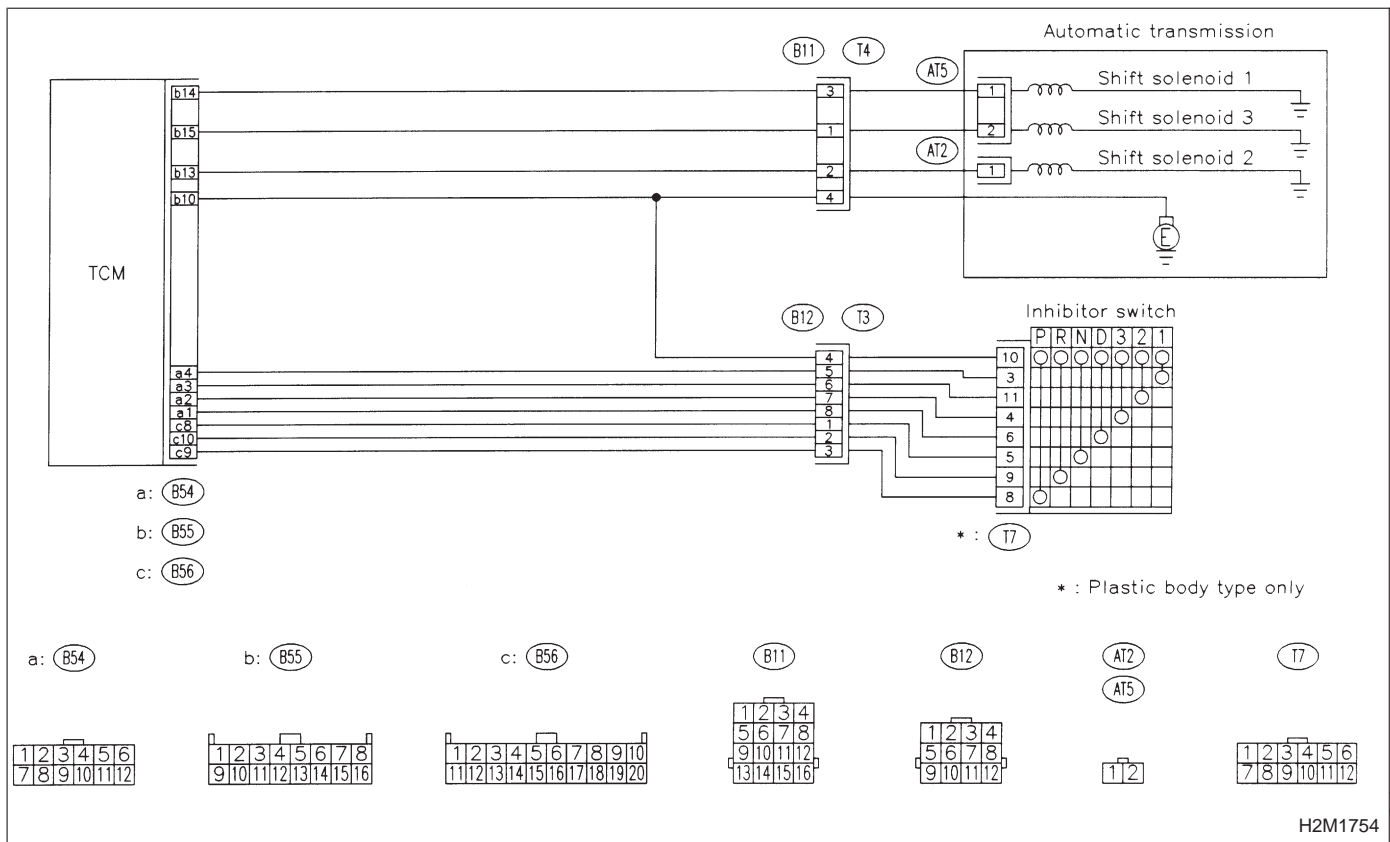 Automatic transmission
B11 T4
AT5
b14 3 1 Shift solenoid 1
b15 1 2 Shift solenoid 3
AT2
b13 2 1 Shift solenoid 2
b10 4
E
TCM
Inhibitor switch
B12 T3
P R N D 3 2 1
4 10
a4 5 3
a3 6 11
a2 7 4
a1 8 6
c8 1 5
c10 2 9
c9 3 8
a: B54
b: B55
c: B56
* : T7
* : Plastic body type only
a: B54 b: B55 c: B56 B11 B12 AT2 T7
AT5
1 2 3 4 5 6
7 8 9 10 11 12
1 2 3 4 5 6 7 8
9 10 11 12 13 14 15 16
1 2 3 4 5 6 7 8 9 10
11 12 13 14 15 16 17 18 19 20
1 2 3 4
5 6 7 8
9 10 11 12
13 14 15 16
1 2 3 4
5 6 7 8
9 10 11 12
1 2
1 2 3 4 5 6
7 8 9 10 11 12
H2M1754